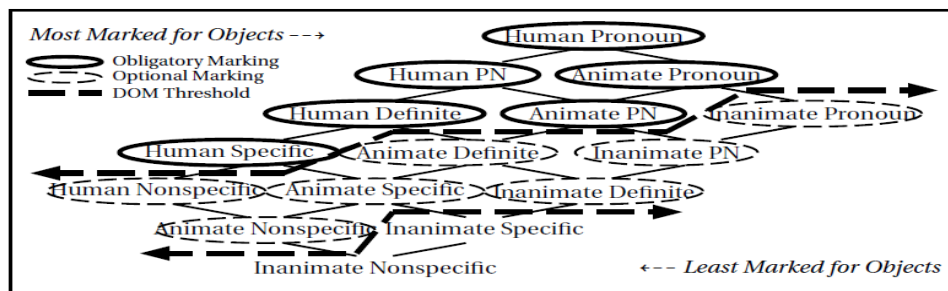 Most Marked for Objects --→ Human Pronoun
Obligatory Marking
Optional Marking Human PN Animate Pronoun
DOM Threshold
Human Definite Animate PN Inanimate Pronoun
Human Specific Animate Definite Inanimate PN
Human Nonspecific Animate Specific Inanimate Definite
Animate Nonspecific Inanimate Specific
Inanimate Nonspecific ←-- Least Marked for Objects